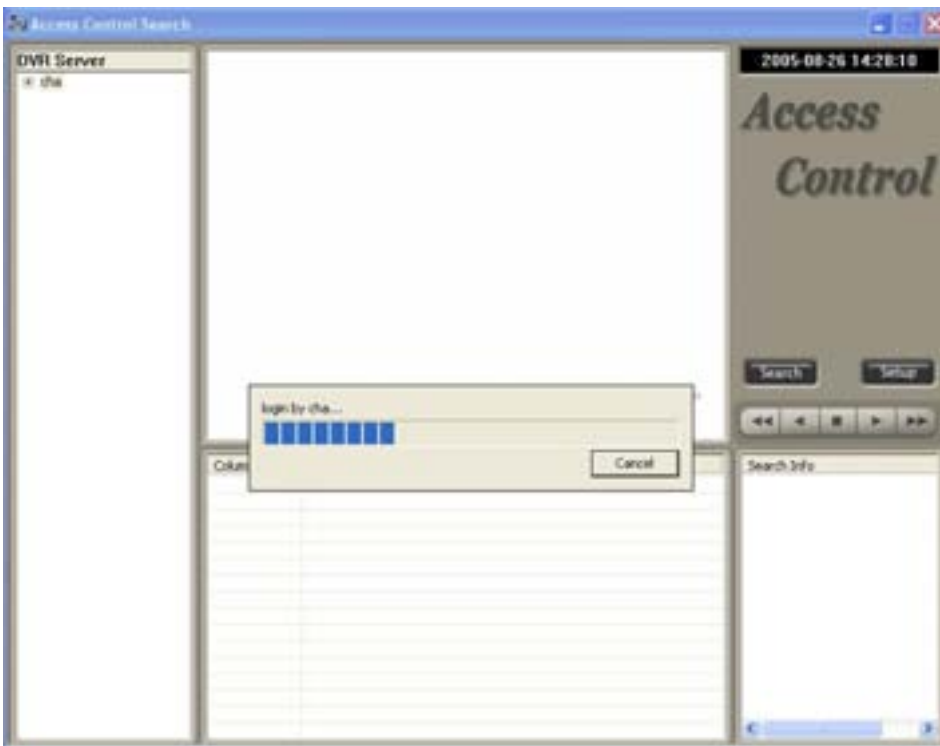 Access Control Search
DVR Server
cha
2005-08-26 14:28:10
Access
Control
Search
Setup
login by cha...
Cancel
Search Info